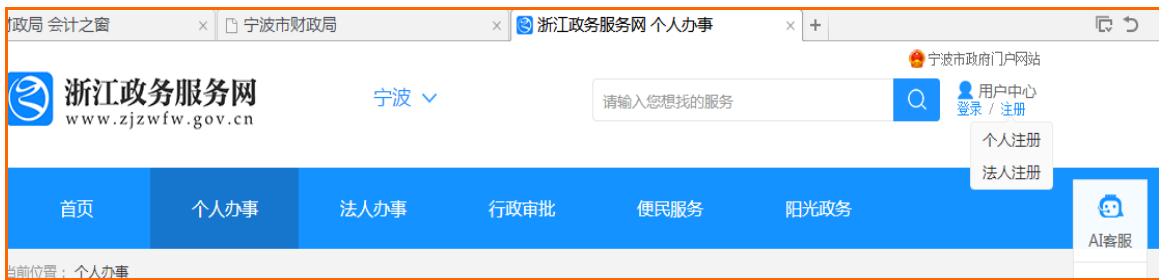 财政局 会计之窗 宁波市财政局 浙江政务服务网 个人办事
宁波市政府门户网站
浙江政务服务网
www.zjzwfw.gov.cn
宁波
请输入您想找的服务
用户中心
登录 / 注册
个人注册
法人注册
首页 个人办事 法人办事 行政审批 便民服务 阳光政务
AI客服
当前位置： 个人办事